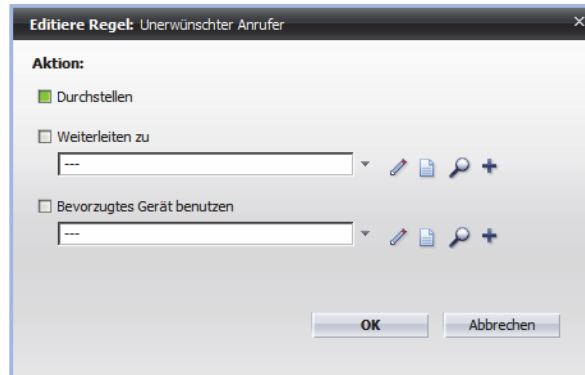 Editiere Regel: Unerwünschter Anrufer
Aktion:
Durchstellen
Weiterleiten zu
---
Bevorzugtes Gerät benutzen
---
OK Abbrechen